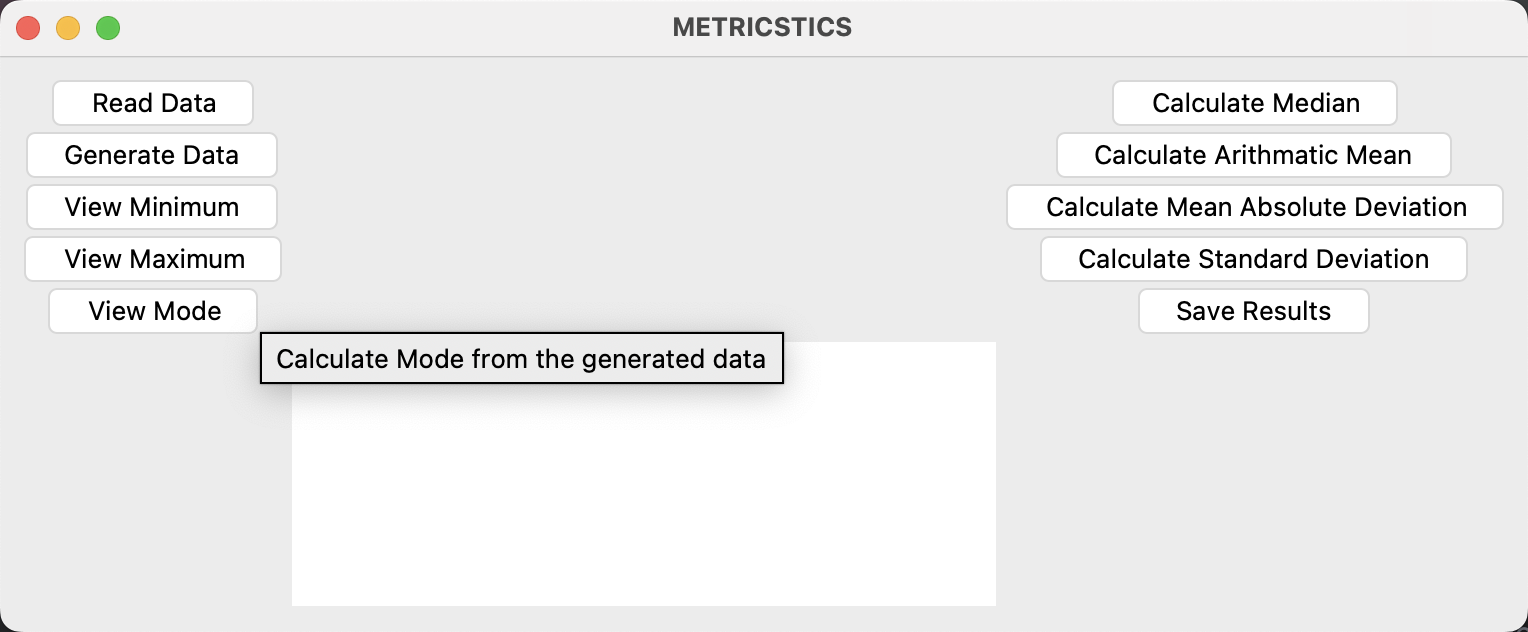 METRICSTICS
Read Data
Generate Data
View Minimum
View Maximum
View Mode
Calculate Mode from the generated data
Calculate Median
Calculate Arithmatic Mean
Calculate Mean Absolute Deviation
Calculate Standard Deviation
Save Results